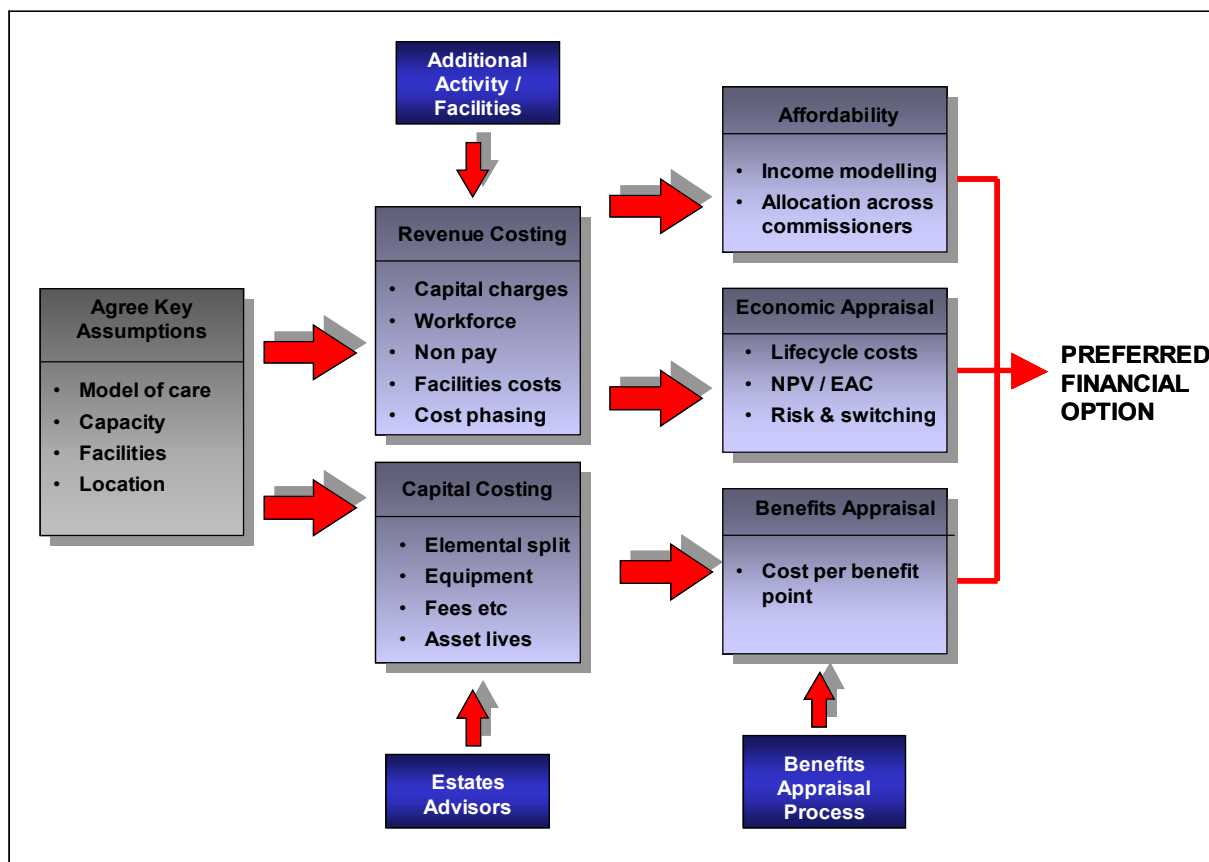 Additional
Activity /
Facilities
Affordability
• Income modelling
• Allocation across
commissioners
Revenue Costing
• Capital charges
• Workforce
• Non pay
• Facilities costs
• Cost phasing
Agree Key
Assumptions
• Model of care
• Capacity
• Facilities
• Location
Economic Appraisal
• Lifecycle costs
• NPV / EAC
• Risk & switching
PREFERRED
FINANCIAL
OPTION
Capital Costing
• Elemental split
• Equipment
• Fees etc
• Asset lives
Benefits Appraisal
• Cost per benefit
point
Estates
Advisors
Benefits
Appraisal
Process